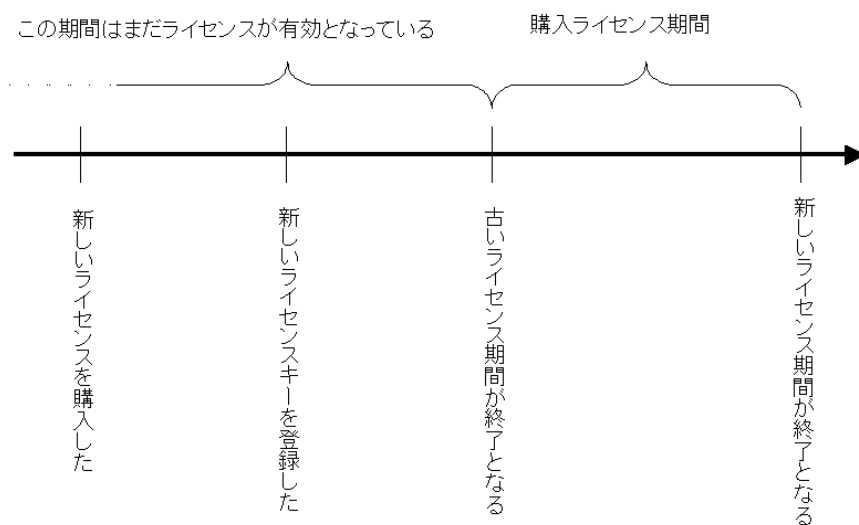 この期間はまだライセンスが有効となっている
購入ライセンス期間
新しいライセンスを購入した
新しいライセンスキーを登録した
古いライセンス期間が終了となる
新しいライセンス期間が終了となる